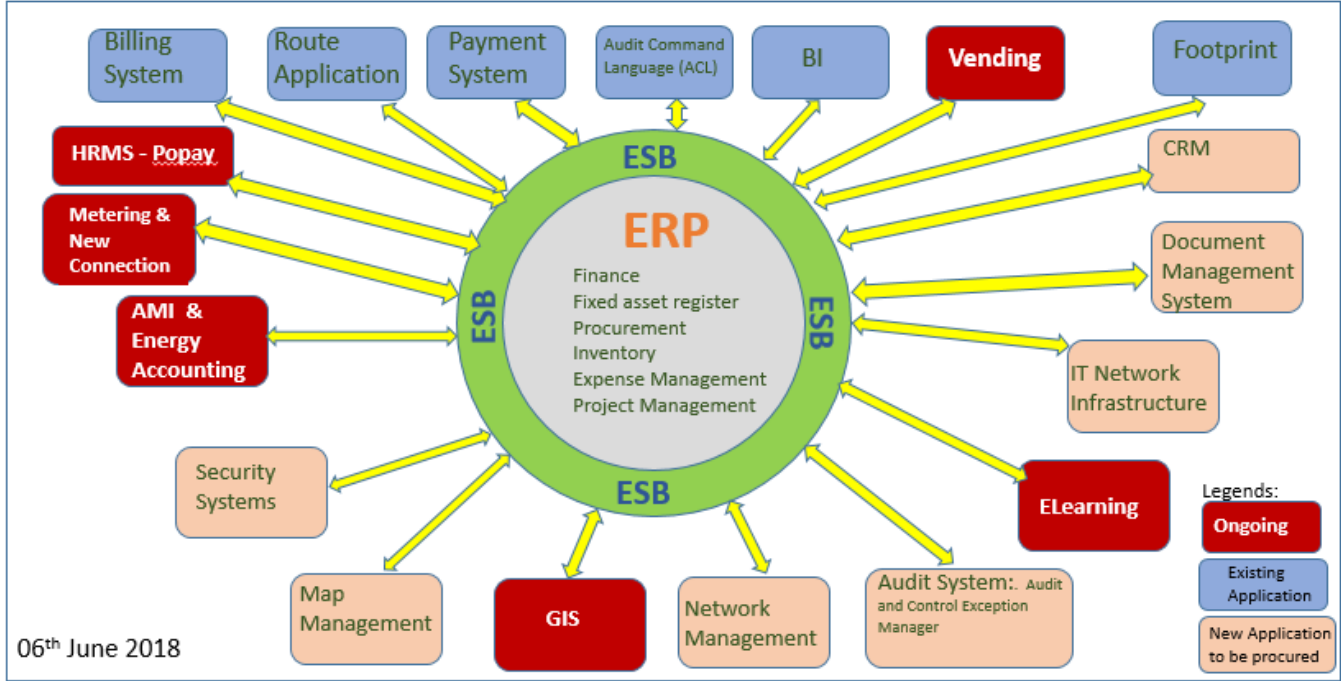 Billing
System
Route
Application
Payment
System
Audit Command
Language (ACL)
BI
Vending
Footprint
HRMS - Popay
CRM
Metering &
New
Connection
Document
Management
System
AMI &
Energy
Accounting
IT Network
Infrastructure
ESB
ESB
ESB
ESB
ERP
Finance
Fixed asset register
Procurement
Inventory
Expense Management
Project Management
Security
Systems
ELearning
Map
Management
GIS
Network
Management
Audit System:. Audit
and Control Exception
Manager
Legends:
Ongoing
Existing
Application
New Application
to be procured
06th June 2018